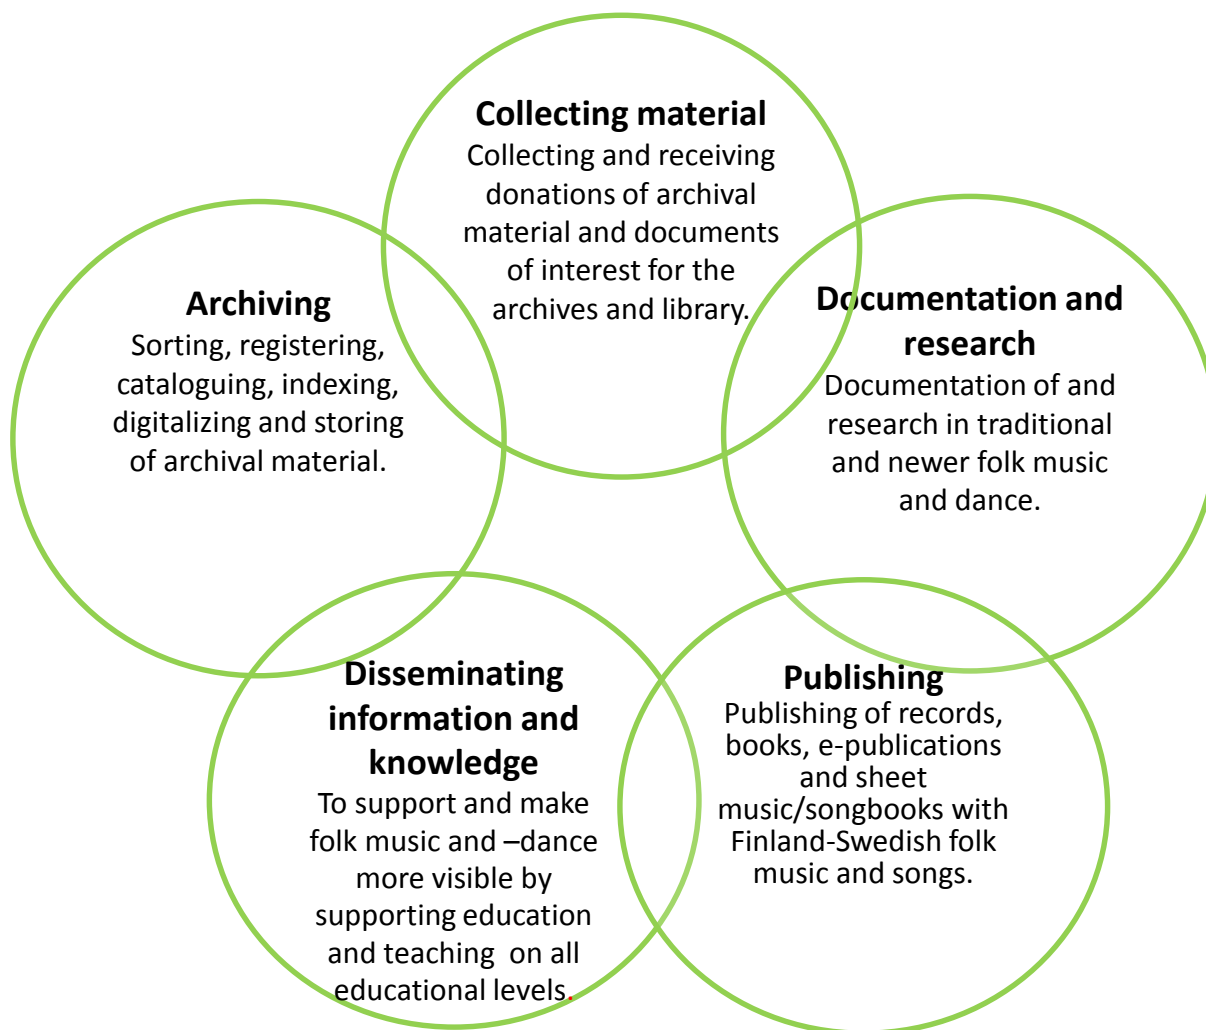 Collecting material
Collecting and receiving
donations of archival
material and documents
of interest for the
archives and library.
Archiving
Sorting, registering,
cataloguing, indexing,
digitalizing and storing
of archival material.
Documentation and
research
Documentation of and
research in traditional
and newer folk music
and dance.
Disseminating
information and
knowledge
To support and make
folk music and –dance
more visible by
supporting education
and teaching  on all
educational levels.
Publishing
Publishing of records,
books, e-publications
and sheet
music/songbooks with
Finland-Swedish folk
music and songs.